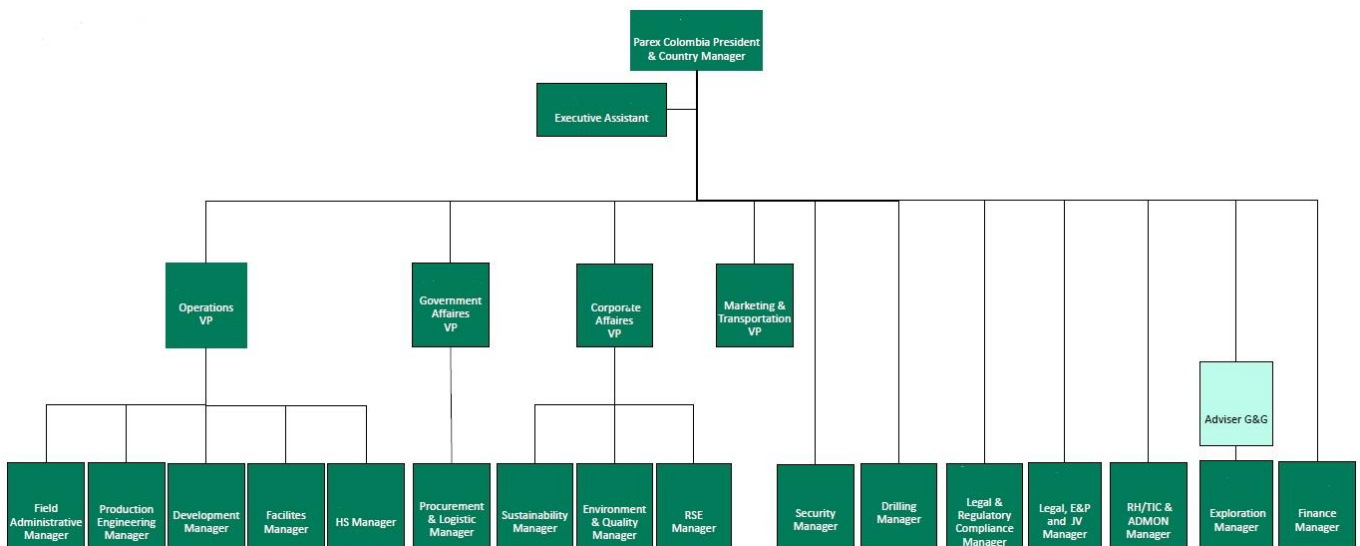 Parex Colombia President
& Country Manager
Executive Assistant
Operations
VP
Government
Affaires
VP
Corporate
Affaires
VP
Marketing &
Transportation
VP
Adviser G&G
Field
Administrative
Manager
Production
Engineering
Manager
Development
Manager
Facilites
Manager
HS Manager
Procurement
& Logistic
Manager
Sustainability
Manager
Environment
& Quality
Manager
RSE
Manager
Security
Manager
Drilling
Manager
Legal &
Regulatory
Compliance
Manager
Legal, E&P
and JV
Manager
RH/TIC &
ADMON
Manager
Exploration
Manager
Finance
Manager